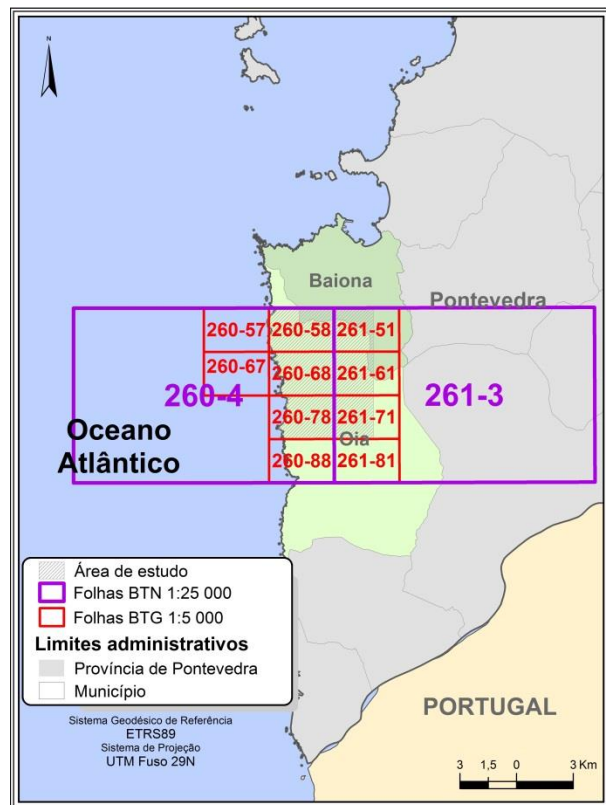 N
Baiona
Pontevedra
260-57 260-58 261-51
260-67 260-68 261-61
260-4 261-3
260-78 261-71
Oceano
Atlântico
Oia
260-88 261-81
Área de estudo
Folhas BTN 1:25 000
Folhas BTG 1:5 000
Limites administrativos
Província de Pontevedra
Município
Sistema Geodésico de Referência
ETRS89
Sistema de Projeção
UTM Fuso 29N
PORTUGAL
3 1,5 0 3 Km